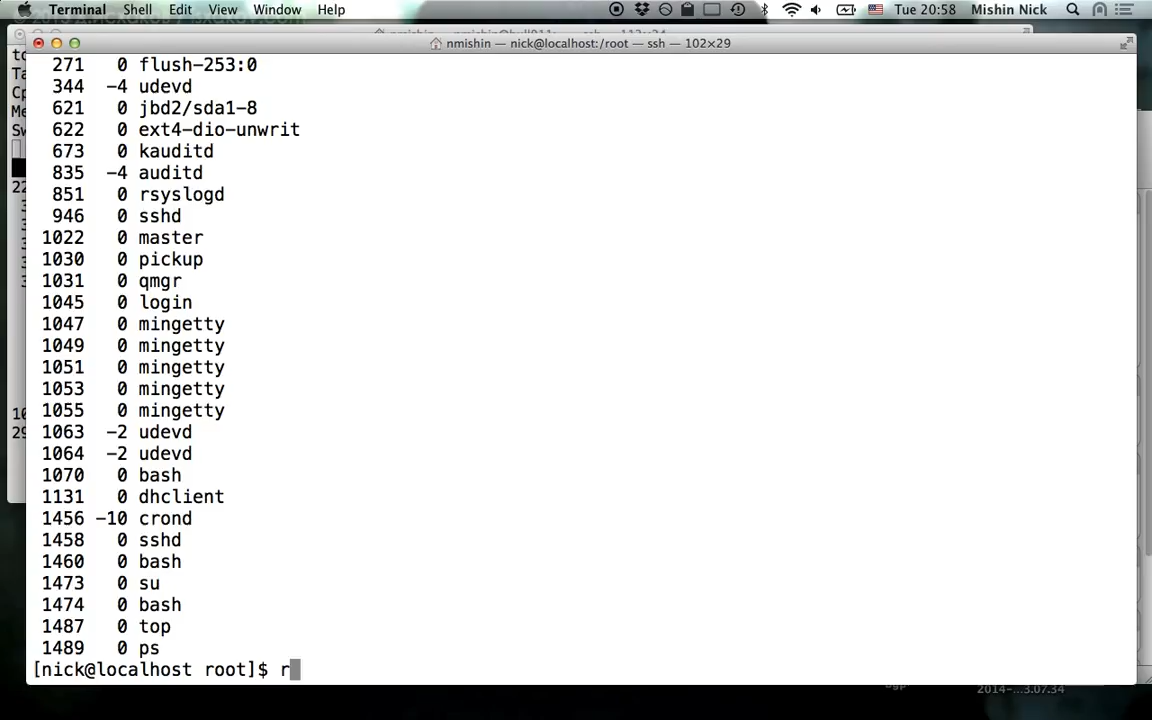 Terminal Shell Edit View Window Help Tue 20:58 Mishin Nick
nmishin — nick@localhost:/root — ssh — 102×29
271 0 flush-253:0
344 -4 udevd
621 0 jbd2/sda1-8
622 0 ext4-dio-unwrit
673 0 kauditd
835 -4 auditd
851 0 rsyslogd
946 0 sshd
1022 0 master
1030 0 pickup
1031 0 qmgr
1045 0 login
1047 0 mingetty
1049 0 mingetty
1051 0 mingetty
1053 0 mingetty
1055 0 mingetty
1063 -2 udevd
1064 -2 udevd
1070 0 bash
1131 0 dhclient
1456 -10 crond
1458 0 sshd
1460 0 bash
1473 0 su
1474 0 bash
1487 0 top
1489 0 ps
[nick@localhost root]$ r
2014-...3.07.34